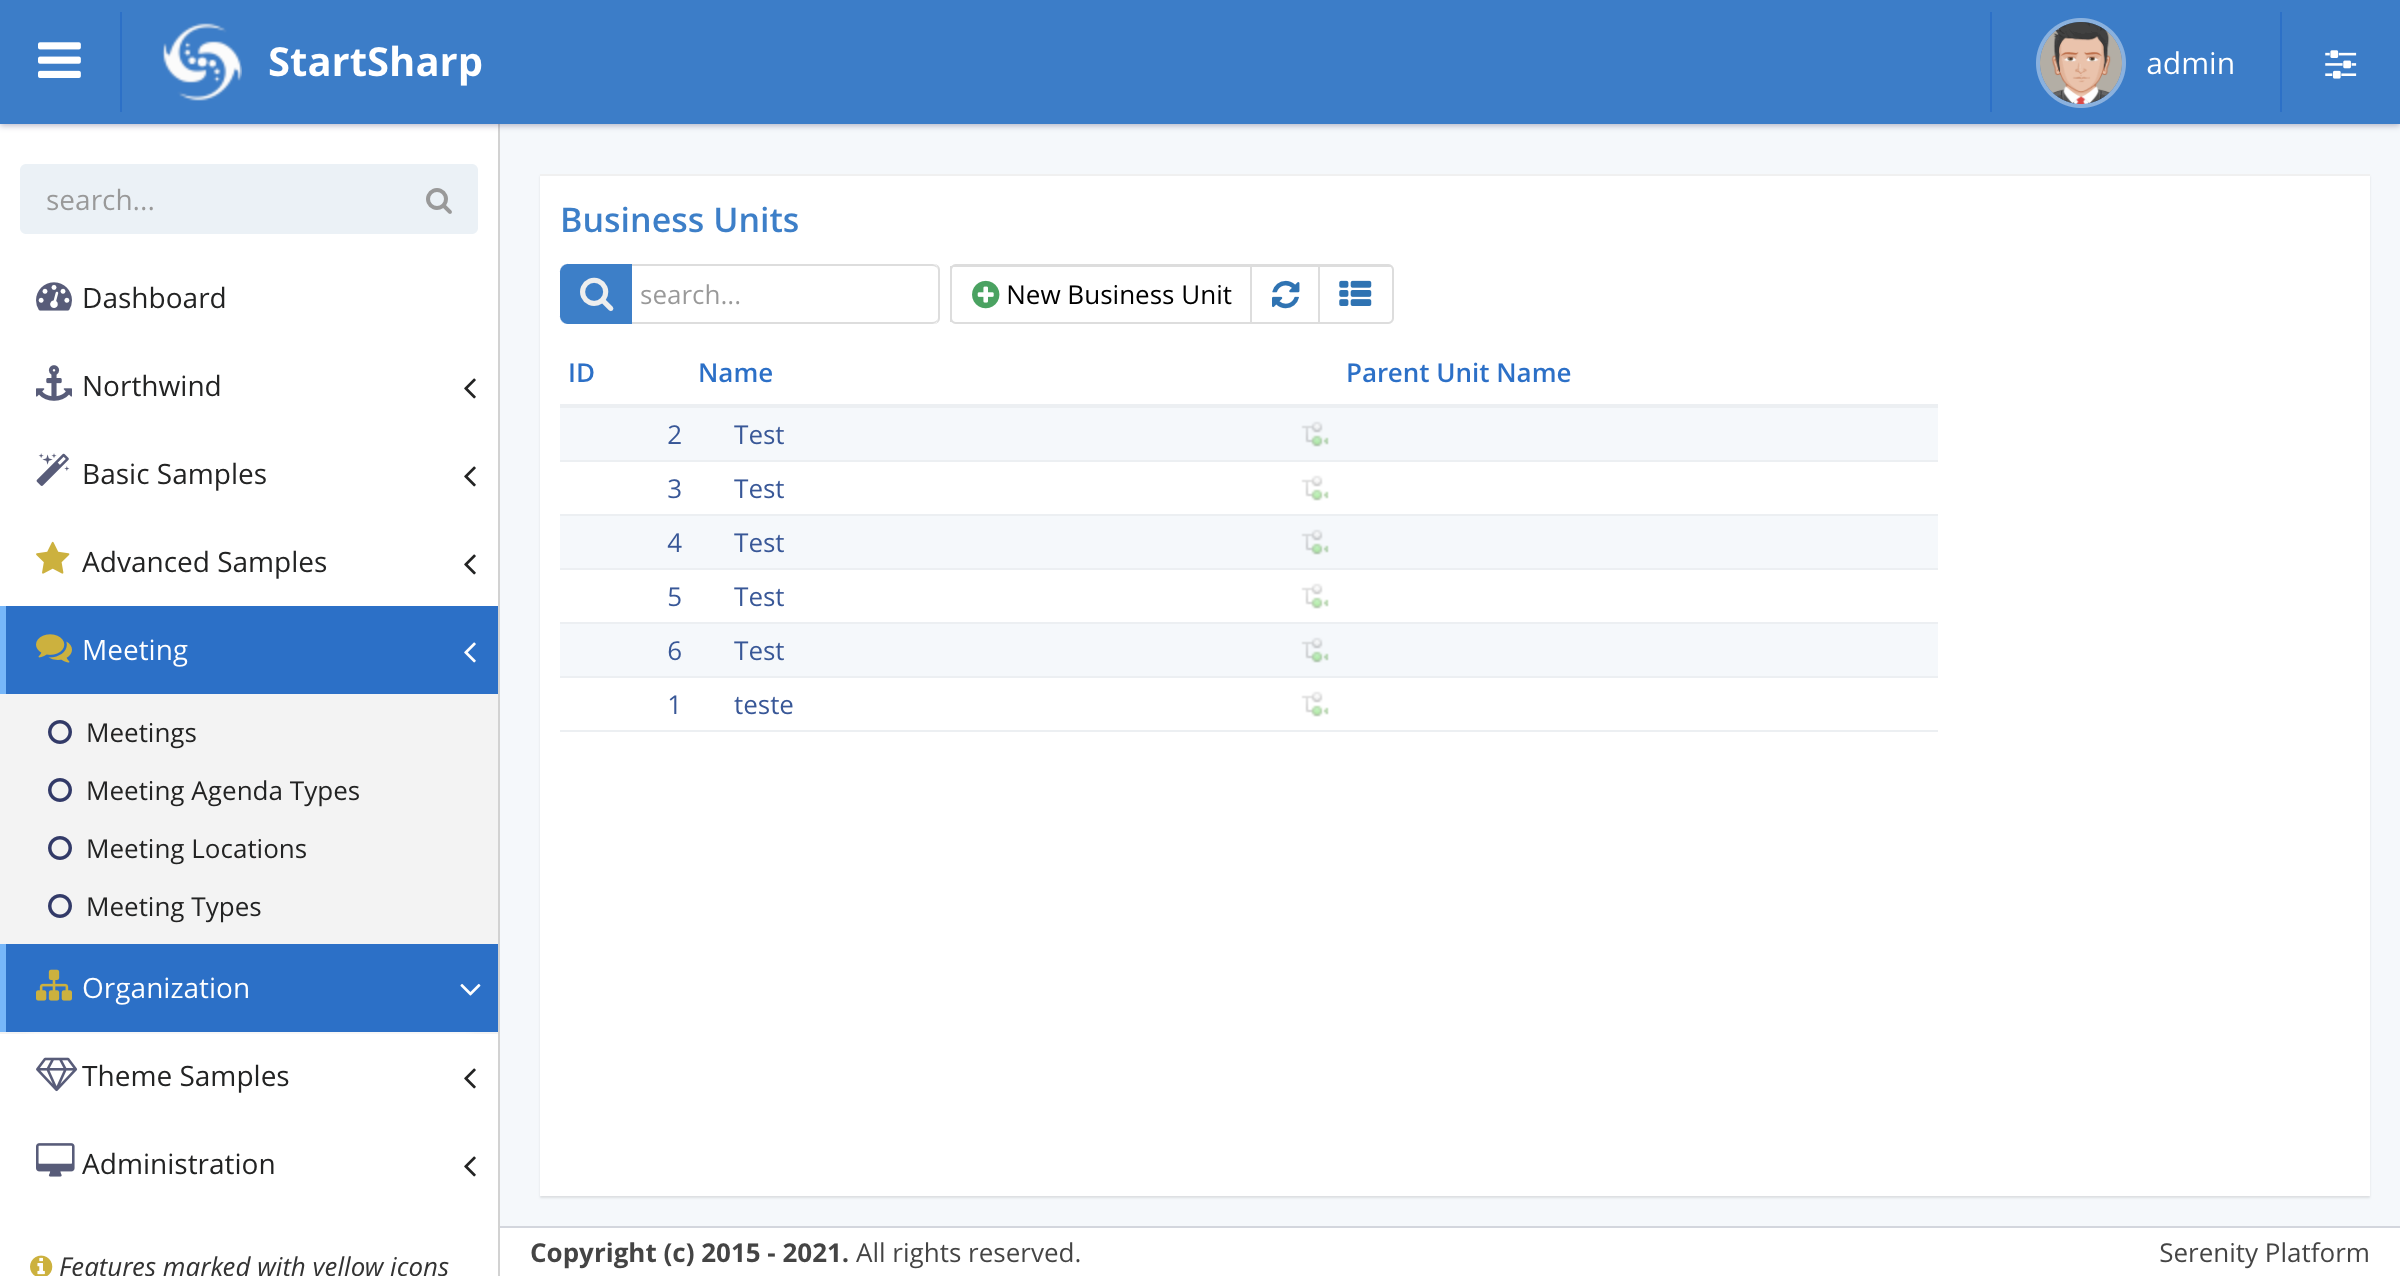 StartSharp
admin
search...
Dashboard
Northwind
Basic Samples
Advanced Samples
Meeting
Meetings
Meeting Agenda Types
Meeting Locations
Meeting Types
Organization
Theme Samples
Administration
Features marked with yellow icons
Business Units
search... New Business Unit
ID Name Parent Unit Name
2 Test
3 Test
4 Test
5 Test
6 Test
1 teste
Copyright (c) 2015 - 2021. All rights reserved.
Serenity Platform